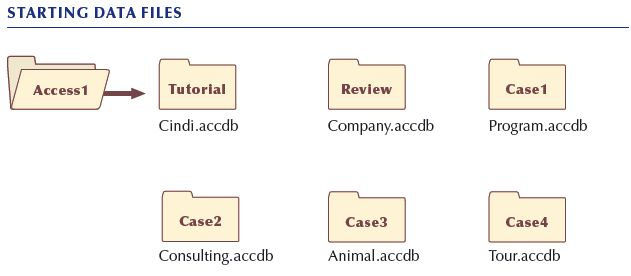 STARTING DATA FILES
Access1
Tutorial
Review
Case1
Cindi.accdb
Company.accdb
Program.accdb
Case2
Case3
Case4
Consulting.accdb
Animal.accdb
Tour.accdb